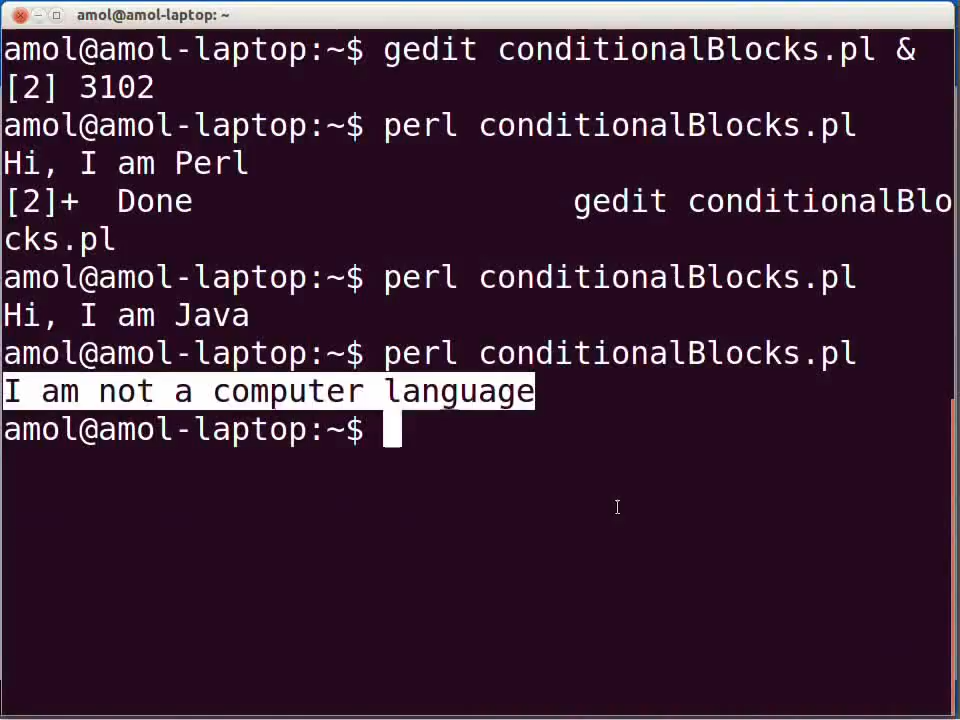 amol@amol-laptop: ~
amol@amol-laptop:~$ gedit conditionalBlocks.pl &
[2] 3102
amol@amol-laptop:~$ perl conditionalBlocks.pl
Hi, I am Perl
[2]+  Done                    gedit conditionalBlo
cks.pl
amol@amol-laptop:~$ perl conditionalBlocks.pl
Hi, I am Java
amol@amol-laptop:~$ perl conditionalBlocks.pl
I am not a computer language
amol@amol-laptop:~$